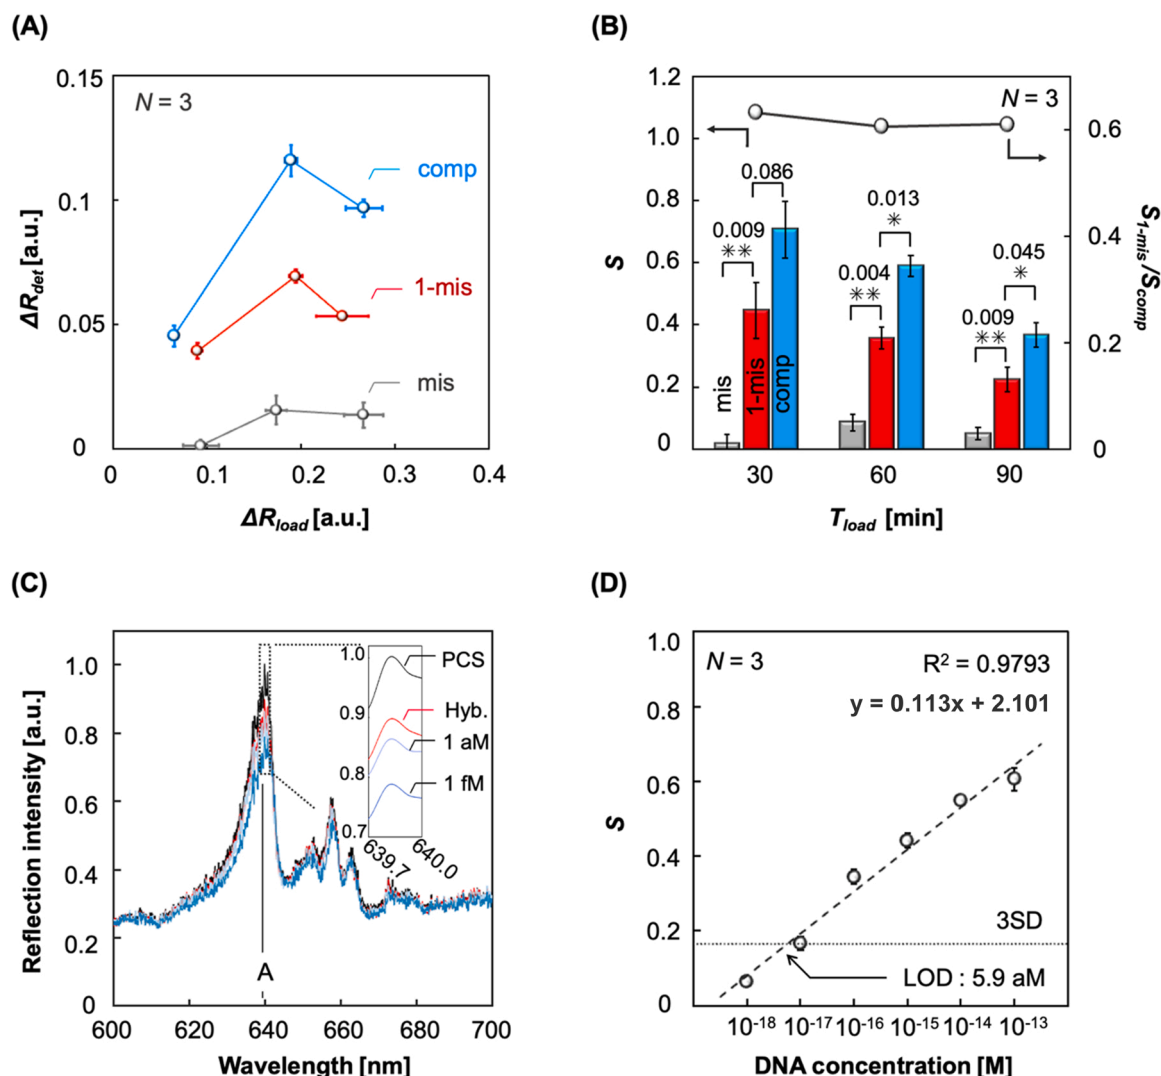 (A)
0.15
0.1
0.05
0
N = 3
comp
1-mis
mis
0 0.1 0.2 0.3 0.4
ΔRdet [a.u.]
ΔRload [a.u.]
(B)
1.2
1.0
0.8
0.6
0.4
0.2
0
N = 3
0.6
0.4
0.2
0
0.086
0.009
**
0.013
*
0.004
**
0.045
*
0.009
**
mis
1-mis
comp
30 60 90
S
S1-mis/Scomp
Tload [min]
(C)
1.0
0.8
0.6
0.4
0.2
0
1.0
0.9
0.8
0.7
PCS
Hyb.
1 aM
1 fM
639.7
640.0
A
600 620 640 660 680 700
Reflection intensity [a.u.]
Wavelength [nm]
(D)
1.0
0.8
0.6
0.4
0.2
0
N = 3
R² = 0.9793
y = 0.113x + 2.101
3SD
LOD : 5.9 aM
10⁻¹⁸ 10⁻¹⁷ 10⁻¹⁶ 10⁻¹⁵ 10⁻¹⁴ 10⁻¹³
S
DNA concentration [M]